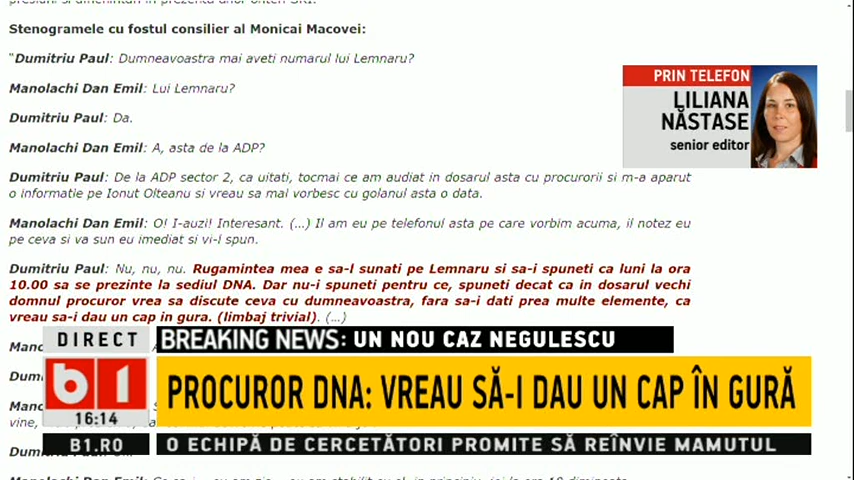 Stenogramele cu fostul consilier al Monicai Macovei:
"Dumitriu Paul: Dumneavoastra mai aveti numarul lui Lemnaru?
Manolachi Dan Emil: Lui Lemnaru?
Dumitriu Paul: Da.
Manolachi Dan Emil: A, asta de la ADP?
Dumitriu Paul: De la ADP sector 2, ca uitati, tocmai ce am audiat in dosarul asta cu procurorii si m-a aparut
o informatie pe Ionut Olteanu si vreau sa mai vorbesc cu golanul asta o data.
Manolachi Dan Emil: O! I-auzi! Interesant. (...) Il am eu pe telefonul asta pe care vorbim acuma, il notez eu
pe ceva si va sun eu imediat si vi-l spun.
Dumitriu Paul: Nu, nu, nu. Rugamintea mea e sa-l sunati pe Lemnaru si sa-i spuneti ca luni la ora
10.00 sa se prezinte la sediul DNA. Dar nu-i spuneti pentru ce, spuneti decat ca in dosarul vechi
domnul procuror vrea sa discute ceva cu dumneavoastra, fara sa-i dati prea multe elemente, ca
vreau sa-i dau un cap in gura. (limbaj trivial). (...)
PRIN TELEFON
LILIANA
NĂSTASE
senior editor
DIRECT
BREAKING NEWS: UN NOU CAZ NEGULESCU
b1
PROCUROR DNA: VREAU SĂ-I DAU UN CAP ÎN GURĂ
16:14
B1.RO
O ECHIPĂ DE CERCETĂTORI PROMITE SĂ REÎNVIE MAMUTUL